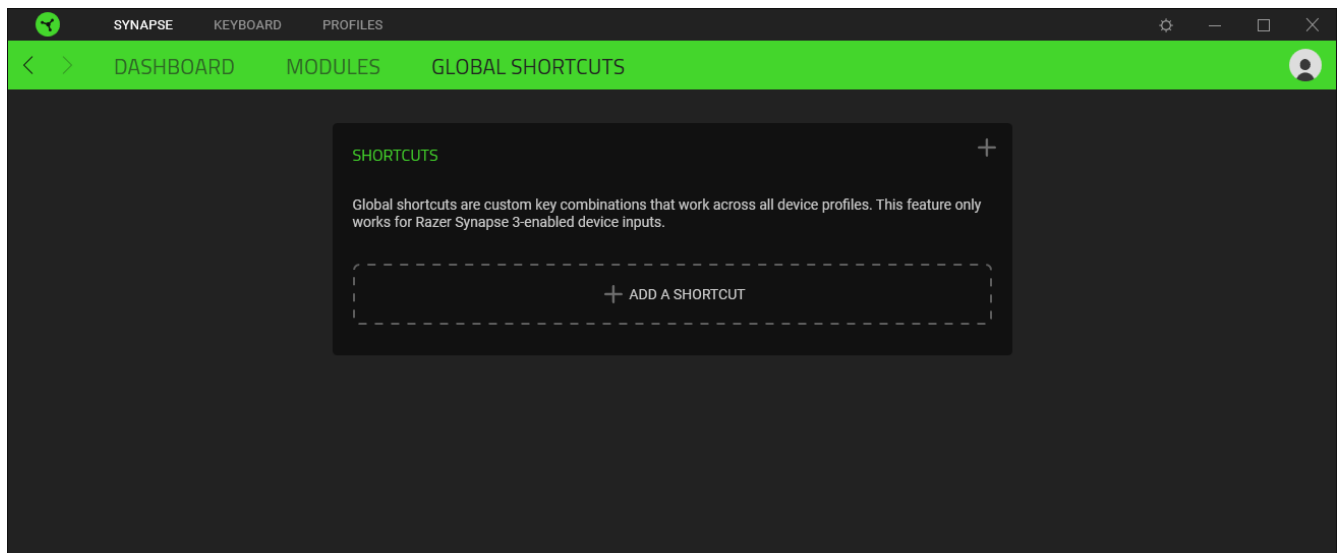 SYNAPSE KEYBOARD PROFILES
DASHBOARD MODULES GLOBAL SHORTCUTS
SHORTCUTS
Global shortcuts are custom key combinations that work across all device profiles. This feature only
works for Razer Synapse 3-enabled device inputs.
ADD A SHORTCUT